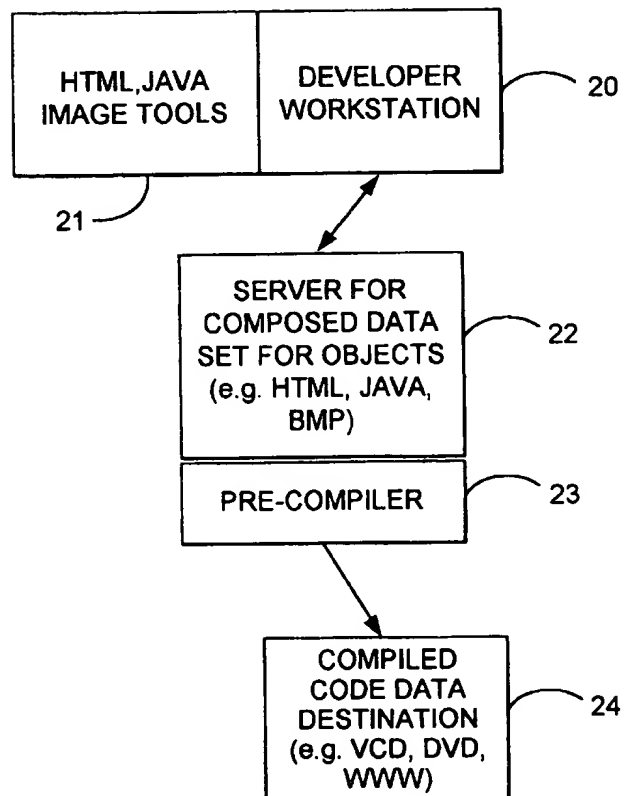 HTML,JAVA
IMAGE TOOLS
DEVELOPER
WORKSTATION
20
21
SERVER FOR
COMPOSED DATA
SET FOR OBJECTS
(e.g. HTML, JAVA,
BMP)
22
PRE-COMPILER
23
COMPILED
CODE DATA
DESTINATION
(e.g. VCD, DVD,
WWW)
24